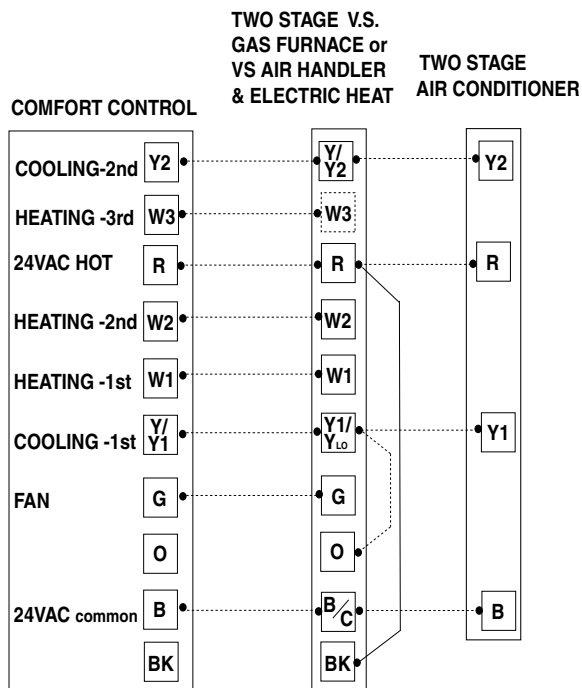 TWO STAGE V.S.
GAS FURNACE or
VS AIR HANDLER
& ELECTRIC HEAT
TWO STAGE
AIR CONDITIONER
COMFORT CONTROL
COOLING-2nd Y2 Y/ Y2 Y2
HEATING -3rd W3 W3
24VAC HOT R R R
HEATING -2nd W2 W2
HEATING -1st W1 W1
COOLING -1st Y/ Y1 Y1/ YLO Y1
FAN G G
O O
24VAC common B B/C B
BK BK